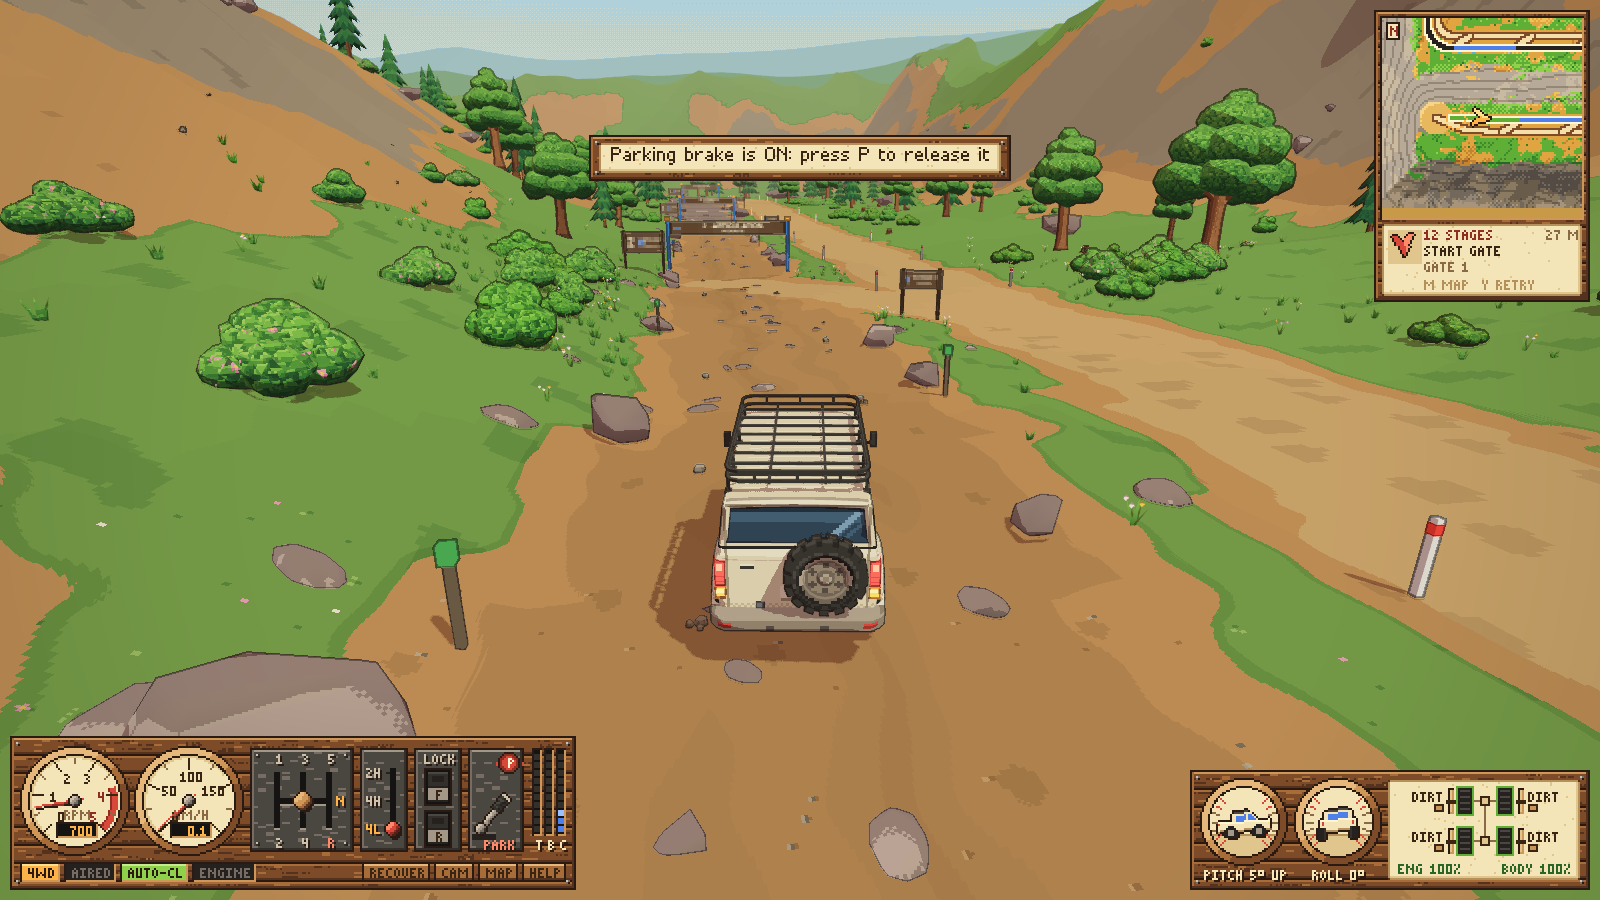 Parking brake is ON: press P to release it
N
12 STAGES 27 M
START GATE
GATE 1
M MAP Y RETRY
1 2 3 4
RPM
700
50 100 150
KM/H
0.1
1 3 5
N
2 4 R
2H
4H
4L
LOCK
F
R
P
PARK
T B C
4WD AIRED AUTO-CL ENGINE RECOVER CAM MAP HELP
PITCH 5° UP ROLL 0°
DIRT DIRT
DIRT DIRT
ENG 100% BODY 100%